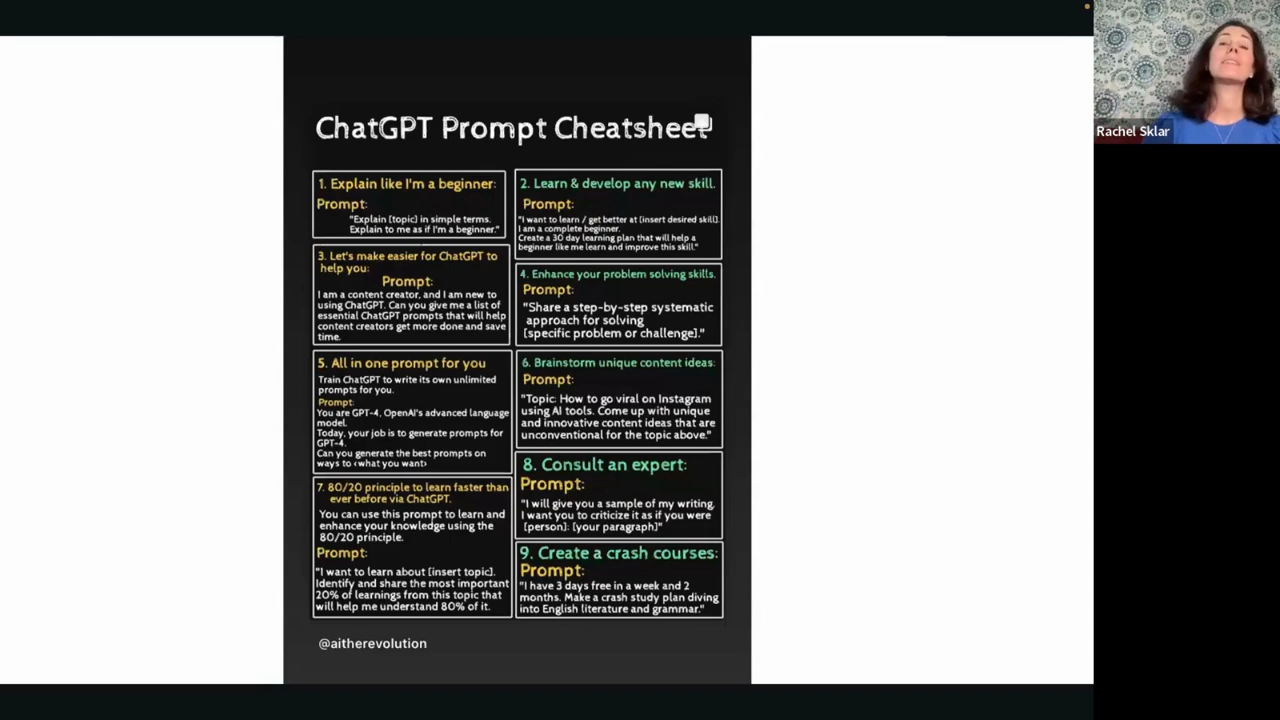 ChatGPT Prompt Cheatsheet
1. Explain like I'm a beginner:
Prompt:
"Explain [topic] in simple terms.
Explain to me as if I'm a beginner."
2. Learn & develop any new skill.
Prompt:
"I want to learn / get better at [insert desired skill].
I am a complete beginner.
Create a 30 day learning plan that will help a
beginner like me learn and improve this skill."
3. Let's make easier for ChatGPT to
help you:
Prompt:
I am a content creator, and I am new to
using ChatGPT. Can you give me a list of
essential ChatGPT prompts that will help
content creators get more done and save
time.
4. Enhance your problem solving skills.
Prompt:
"Share a step-by-step systematic
approach for solving
[specific problem or challenge]."
5. All in one prompt for you
Train ChatGPT to write its own unlimited
prompts for you.
Prompt:
You are GPT-4, OpenAI's advanced language
model.
Today, your job is to generate prompts for
GPT-4.
Can you generate the best prompts on
ways to <what you want>
6. Brainstorm unique content ideas:
Prompt:
"Topic: How to go viral on Instagram
using AI tools. Come up with unique
and innovative content ideas that are
unconventional for the topic above."
7. 80/20 principle to learn faster than
ever before via ChatGPT.
You can use this prompt to learn and
enhance your knowledge using the
80/20 principle.
Prompt:
"I want to learn about [insert topic].
Identify and share the most important
20% of learnings from this topic that
will help me understand 80% of it.
8. Consult an expert:
Prompt:
"I will give you a sample of my writing,
I want you to criticize it as if you were
[person]: [your paragraph]"
9. Create a crash courses:
Prompt:
"I have 3 days free in a week and 2
months. Make a crash study plan diving
into English literature and grammar."
@aitherevolution
Rachel Sklar